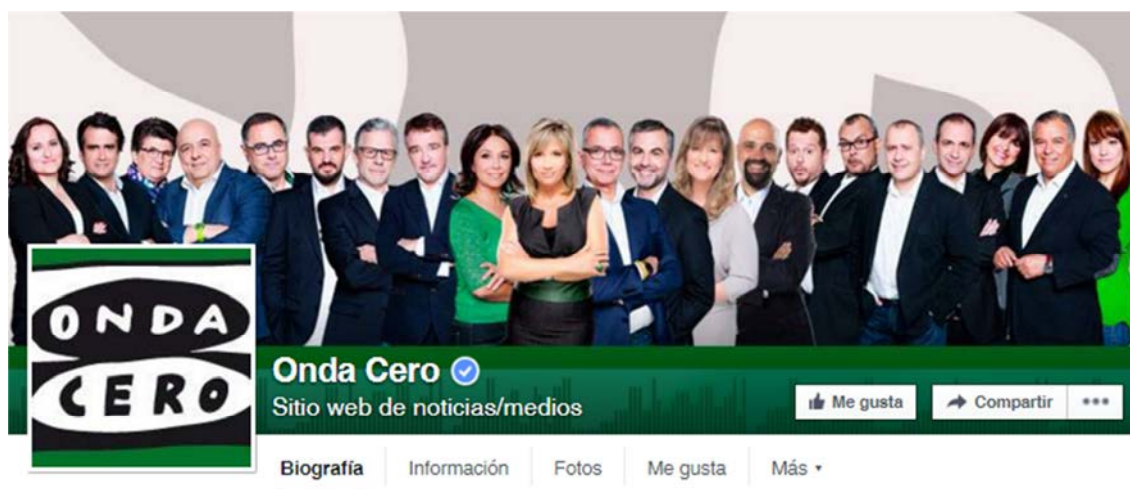 ONDA
CERO
Onda Cero
Sitio web de noticias/medios
Me gusta
Compartir
Biografía
Información
Fotos
Me gusta
Más